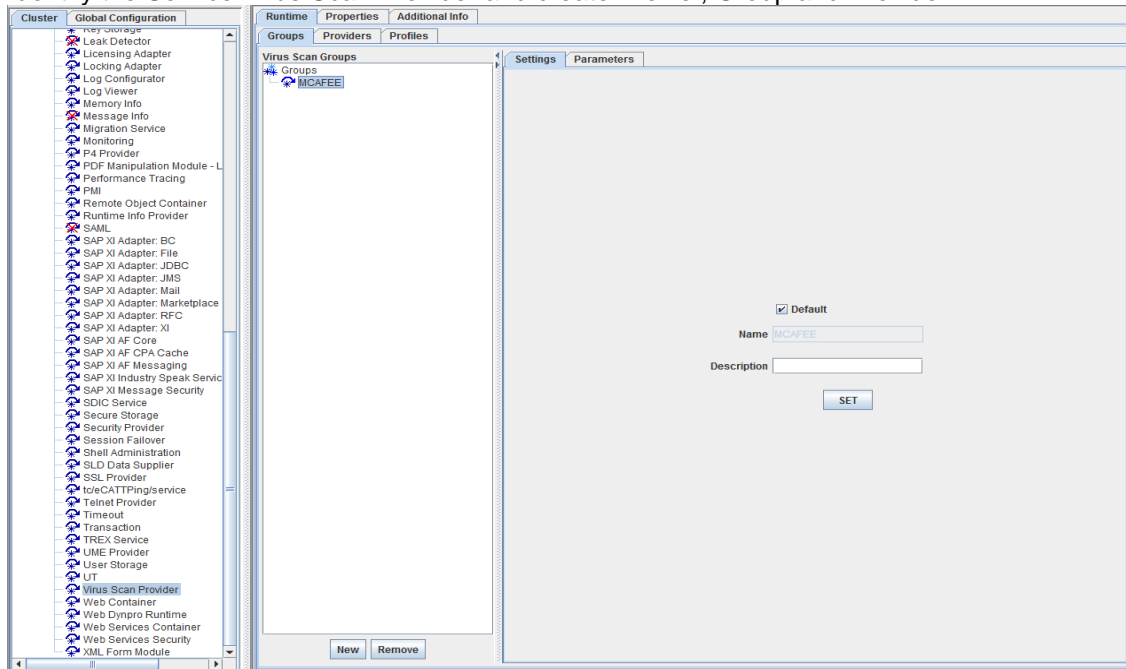 Cluster Global Configuration
Key Storage
Leak Detector
Licensing Adapter
Locking Adapter
Log Configurator
Log Viewer
Memory Info
Message Info
Migration Service
Monitoring
P4 Provider
PDF Manipulation Module - L
Performance Tracing
PMI
Remote Object Container
Runtime Info Provider
SAML
SAP XI Adapter: BC
SAP XI Adapter: File
SAP XI Adapter: JDBC
SAP XI Adapter: JMS
SAP XI Adapter: Mail
SAP XI Adapter: Marketplace
SAP XI Adapter: RFC
SAP XI Adapter: XI
SAP XI AF Core
SAP XI AF CPA Cache
SAP XI AF Messaging
SAP XI Industry Speak Servic
SAP XI Message Security
SDIC Service
Secure Storage
Security Provider
Session Failover
Shell Administration
SLD Data Supplier
SSL Provider
tc/eCATTPing/service
Telnet Provider
Timeout
Transaction
TREX Service
UME Provider
User Storage
UT
Virus Scan Provider
Web Container
Web Dynpro Runtime
Web Services Container
Web Services Security
XML Form Module
Runtime Properties Additional Info
Groups Providers Profiles
Virus Scan Groups
Groups
MCAFEE
New Remove
Settings Parameters
Default
Name MCAFEE
Description
SET